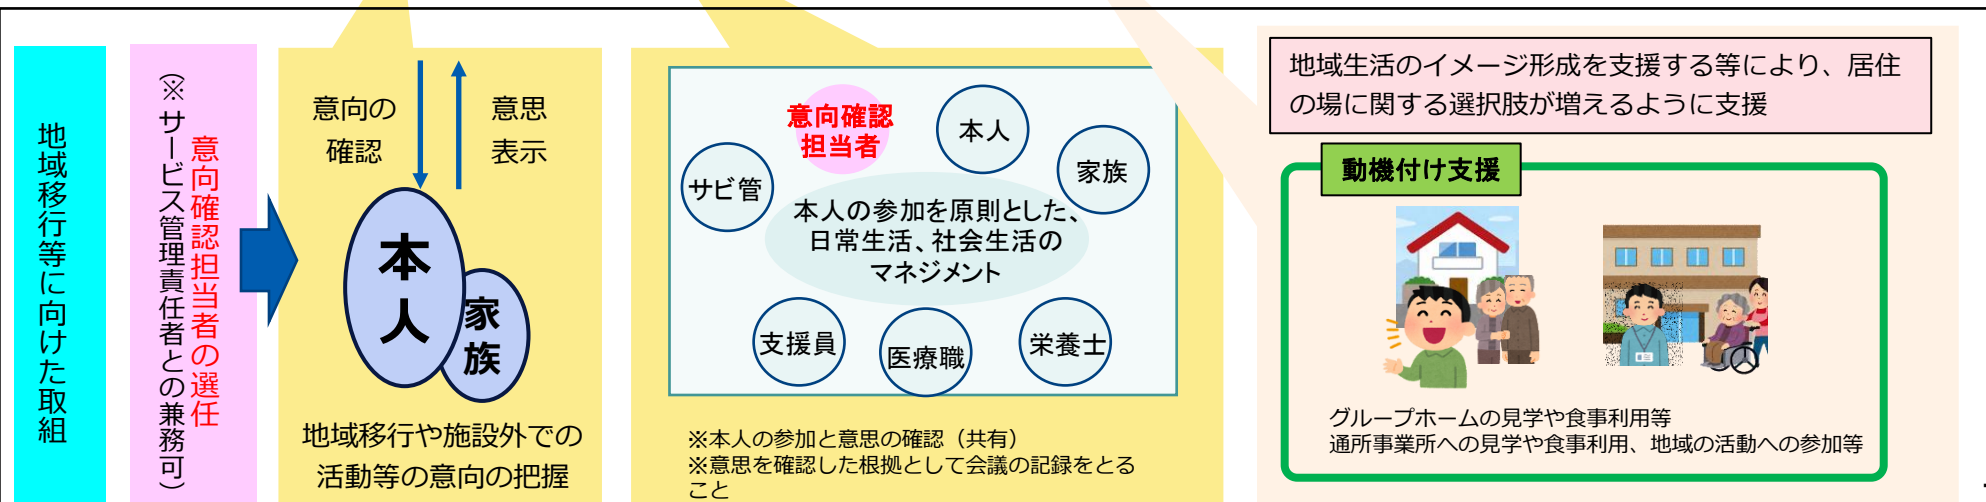 地域移行等に向けた取組
意向確認担当者の選任
（※サービス管理責任者との兼務可）
意向の
確認
意思
表示
本人
家族
地域移行や施設外での
活動等の意向の把握
意向確認
担当者
本人
家族
サビ管
本人の参加を原則とした、
日常生活、社会生活の
マネジメント
支援員
医療職
栄養士
※本人の参加と意思の確認（共有）
※意思を確認した根拠として会議の記録をとる
こと
地域生活のイメージ形成を支援する等により、居住
の場に関する選択肢が増えるように支援
動機付け支援
グループホームの見学や食事利用等
通所事業所への見学や食事利用、地域の活動への参加等